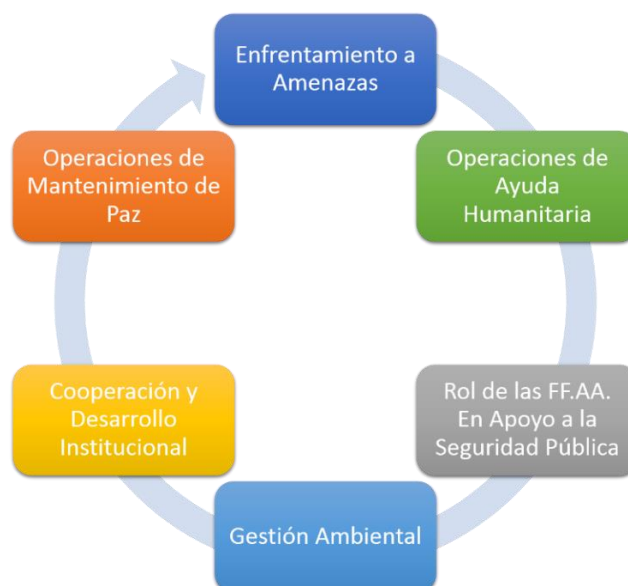 Enfrentamiento a
Amenazas
Operaciones de
Ayuda
Humanitaria
Rol de las FF.AA.
En Apoyo a la
Seguridad Pública
Gestión Ambiental
Cooperación y
Desarrollo
Institucional
Operaciones de
Mantenimiento de
Paz